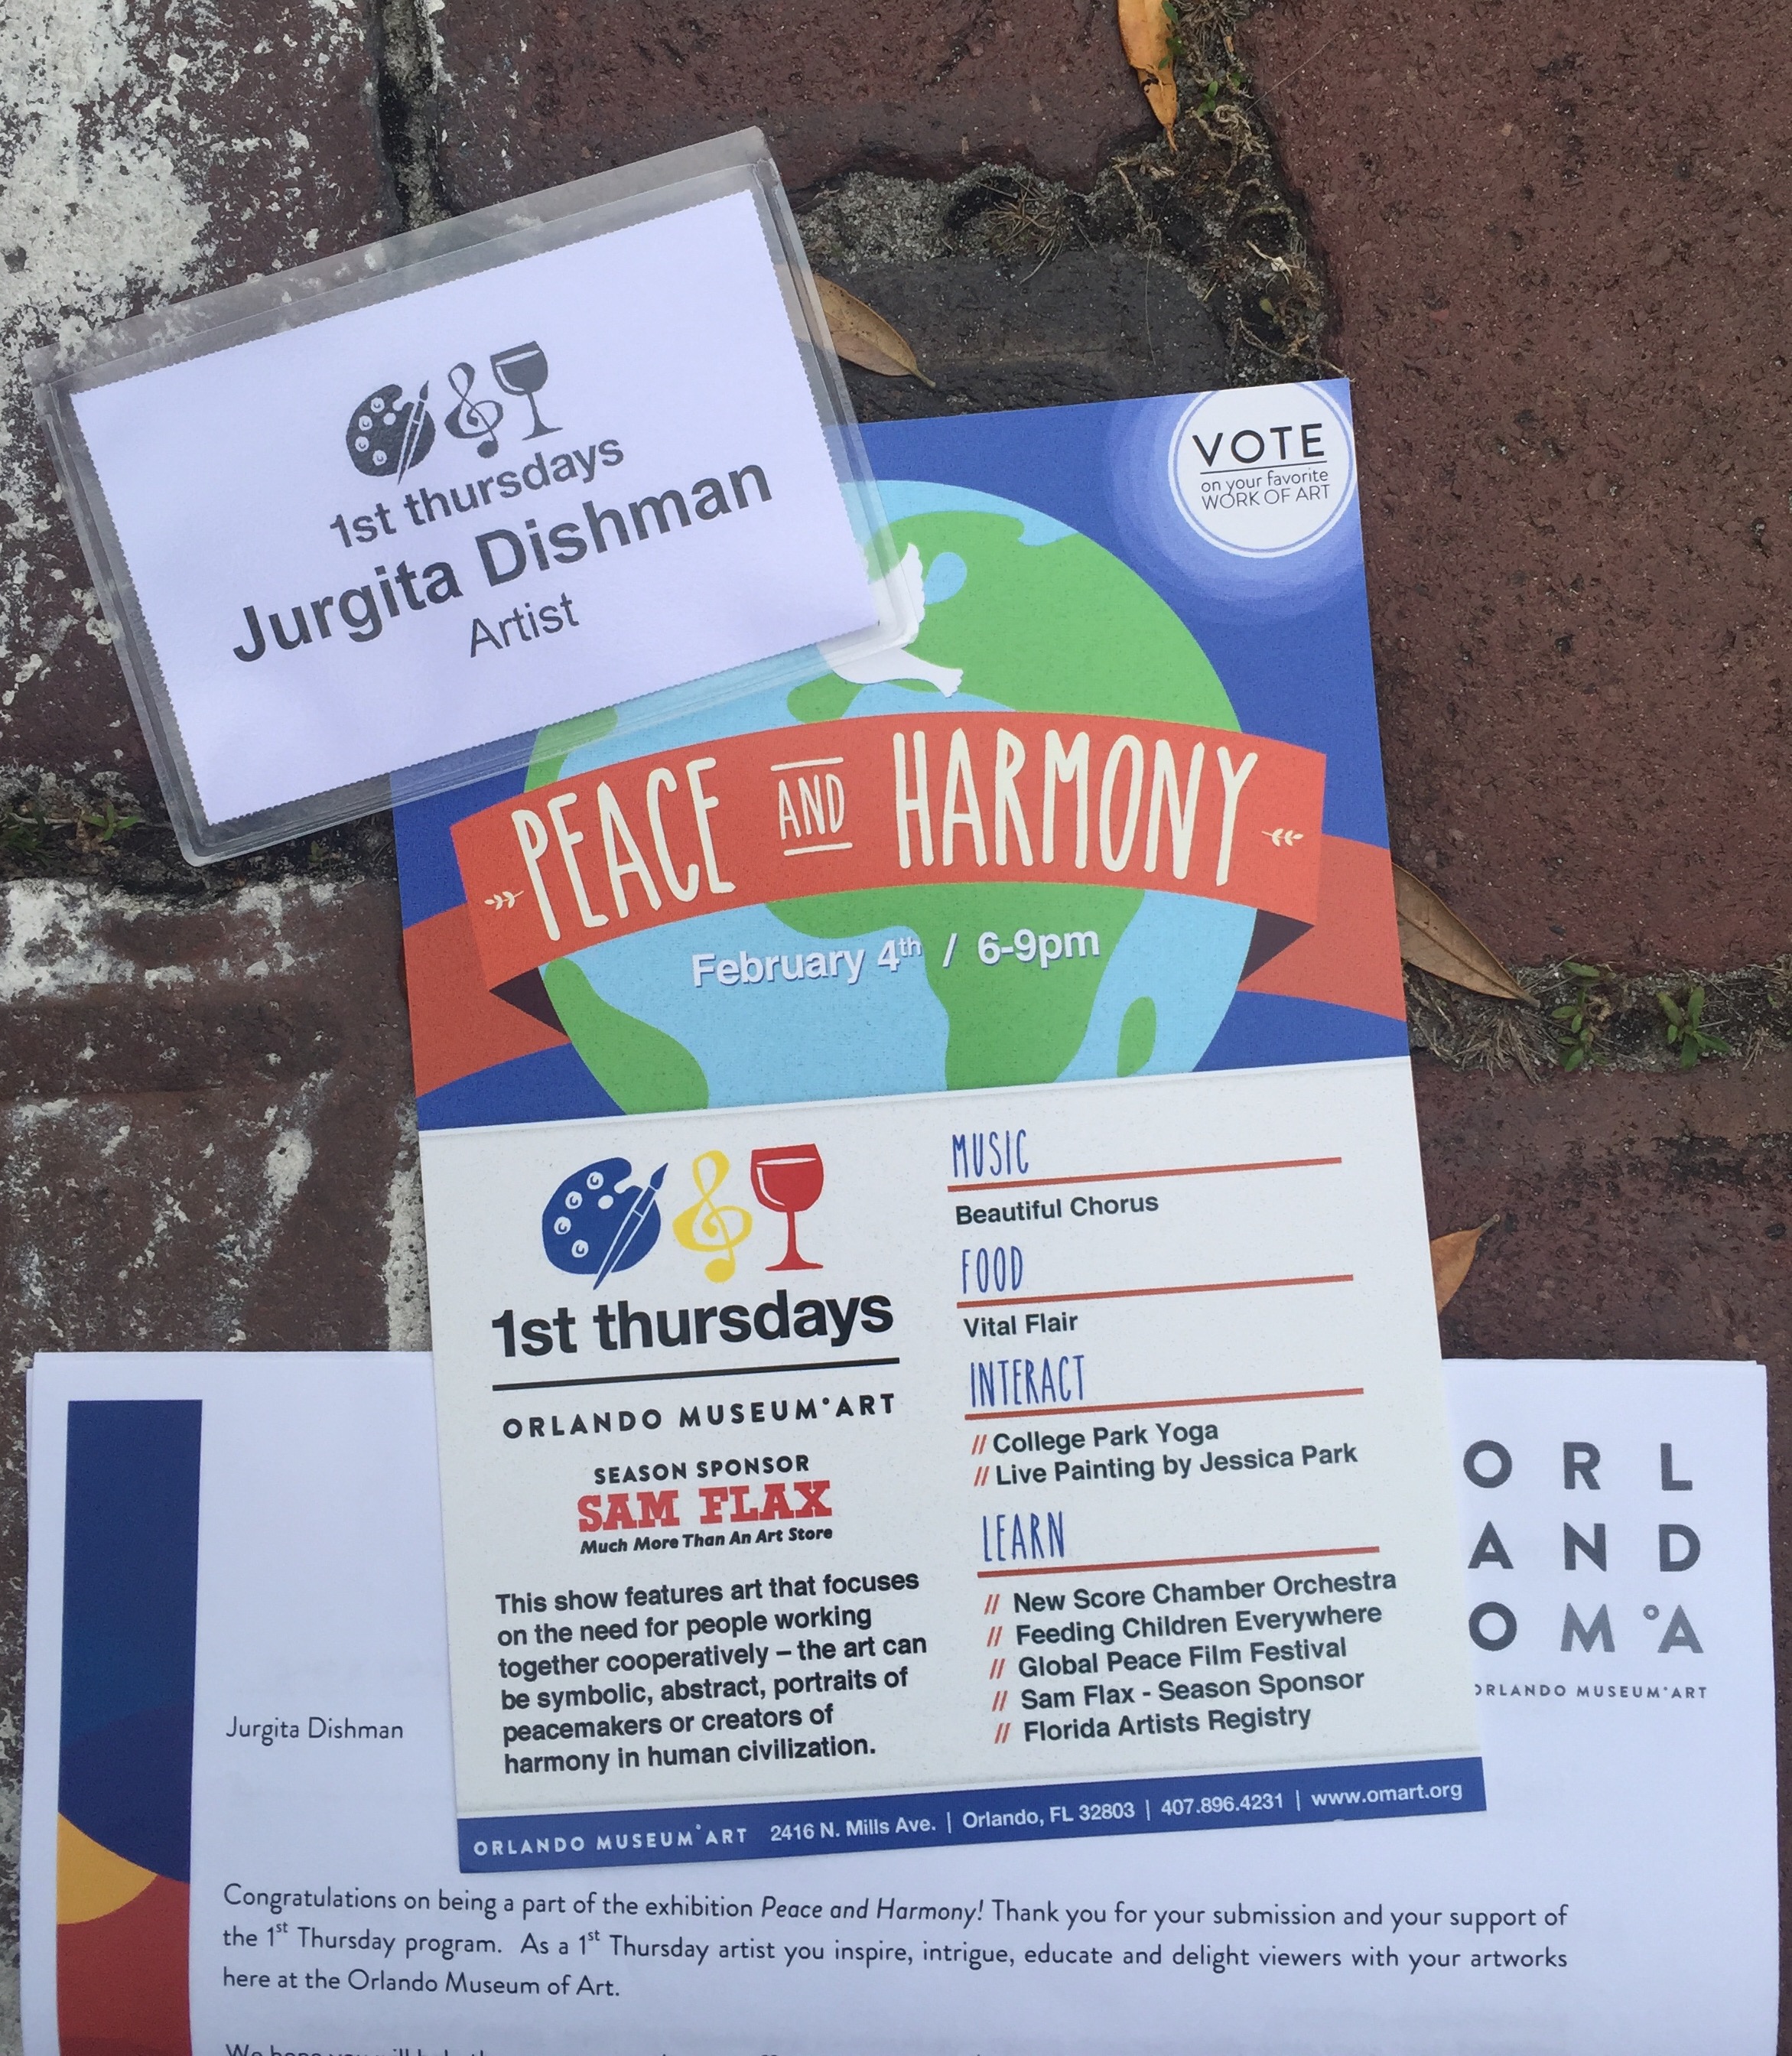 1st thursdays
Jurgita Dishman
Artist
VOTE
on your favorite
WORK OF ART
PEACE AND HARMONY
February 4th / 6-9pm
1st thursdays
ORLANDO MUSEUM°ART
SEASON SPONSOR
SAM FLAX
Much More Than An Art Store
This show features art that focuses
on the need for people working
together cooperatively – the art can
be symbolic, abstract, portraits of
peacemakers or creators of
harmony in human civilization.
MUSIC
Beautiful Chorus
FOOD
Vital Flair
INTERACT
// College Park Yoga
// Live Painting by Jessica Park
LEARN
// New Score Chamber Orchestra
// Feeding Children Everywhere
// Global Peace Film Festival
// Sam Flax - Season Sponsor
// Florida Artists Registry
ORLANDO MUSEUM°ART 2416 N. Mills Ave. | Orlando, FL 32803 | 407.896.4231 | www.omart.org
ORL
AND
OM°A
ORLANDO MUSEUM°ART
Jurgita Dishman
Congratulations on being a part of the exhibition Peace and Harmony! Thank you for your submission and your support of
the 1st Thursday program. As a 1st Thursday artist you inspire, intrigue, educate and delight viewers with your artworks
here at the Orlando Museum of Art.
We hope you will